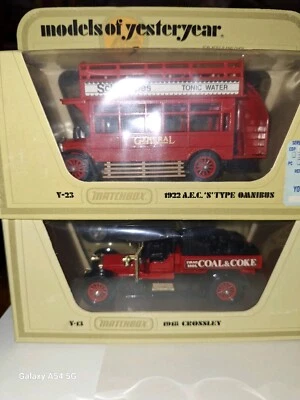 models of yesteryear
TONIC WATER
GENERAL
Y-23 MATCHBOX 1922 A.E.C. 'S' TYPE OMNIBUS
COAL & COKE
Y-13 MATCHBOX 1918 CROSSLEY
Galaxy A54 5G